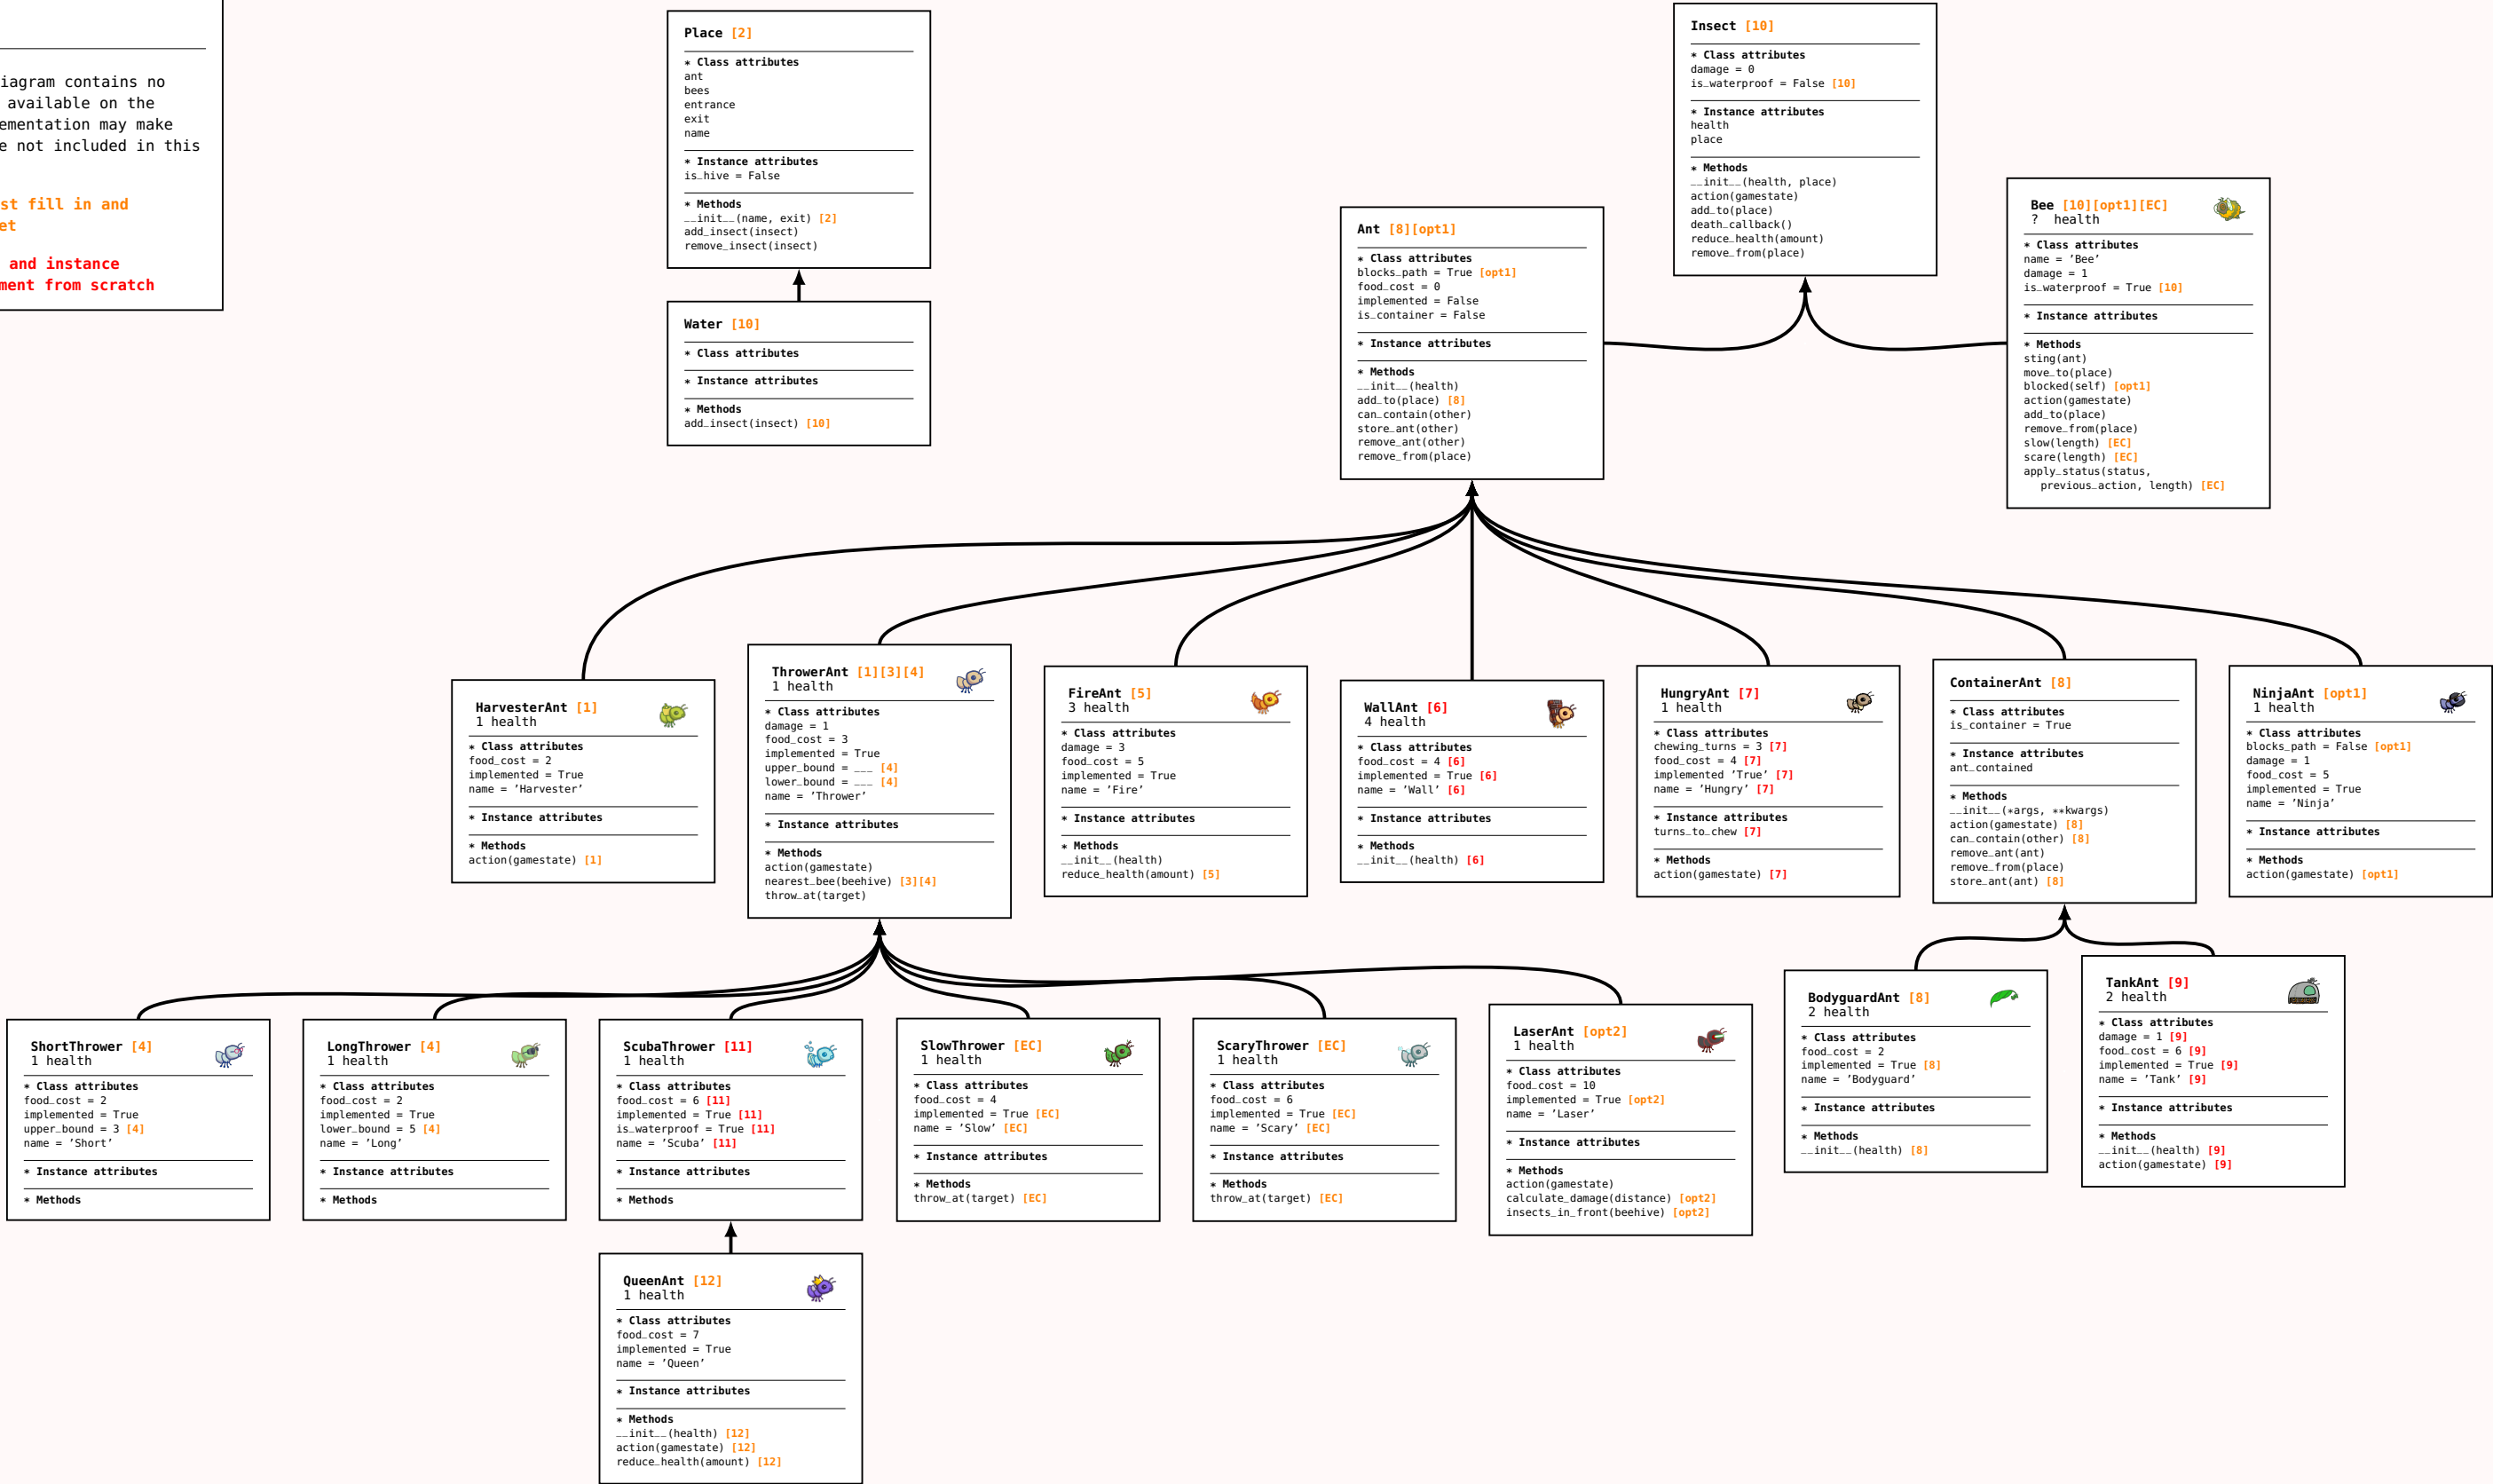 diagram contains no
available on the
ementation may make
e not included in this
st fill in and
et
and instance
ment from scratch
Place [2]
* Class attributes
ant
bees
entrance
exit
name
* Instance attributes
is_hive = False
* Methods
__init__(name, exit) [2]
add_insect(insect)
remove_insect(insect)
Water [10]
* Class attributes
* Instance attributes
* Methods
add_insect(insect) [10]
Insect [10]
* Class attributes
damage = 0
is_waterproof = False [10]
* Instance attributes
health
place
* Methods
__init__(health, place)
action(gamestate)
add_to(place)
death_callback()
reduce_health(amount)
remove_from(place)
Ant [8][opt1]
* Class attributes
blocks_path = True [opt1]
food_cost = 0
implemented = False
is_container = False
* Instance attributes
* Methods
__init__(health)
add_to(place) [8]
can_contain(other)
store_ant(other)
remove_ant(other)
remove_from(place)
Bee [10][opt1][EC]
? health
* Class attributes
name = ’Bee’
damage = 1
is_waterproof = True [10]
* Instance attributes
* Methods
sting(ant)
move_to(place)
blocked(self) [opt1]
action(gamestate)
add_to(place)
remove_from(place)
slow(length) [EC]
scare(length) [EC]
apply_status(status,
previous_action, length) [EC]
HarvesterAnt [1]
1 health
* Class attributes
food_cost = 2
implemented = True
name = ’Harvester’
* Instance attributes
* Methods
action(gamestate) [1]
ThrowerAnt [1][3][4]
1 health
* Class attributes
damage = 1
food_cost = 3
implemented = True
upper_bound = ___ [4]
lower_bound = ___ [4]
name = ’Thrower’
* Instance attributes
* Methods
action(gamestate)
nearest_bee(beehive) [3][4]
throw_at(target)
FireAnt [5]
3 health
* Class attributes
damage = 3
food_cost = 5
implemented = True
name = ’Fire’
* Instance attributes
* Methods
__init__(health)
reduce_health(amount) [5]
WallAnt [6]
4 health
* Class attributes
food_cost = 4 [6]
implemented = True [6]
name = ’Wall’ [6]
* Instance attributes
* Methods
__init__(health) [6]
HungryAnt [7]
1 health
* Class attributes
chewing_turns = 3 [7]
food_cost = 4 [7]
implemented ’True’ [7]
name = ’Hungry’ [7]
* Instance attributes
turns_to_chew [7]
* Methods
action(gamestate) [7]
ContainerAnt [8]
* Class attributes
is_container = True
* Instance attributes
ant_contained
* Methods
__init__(*args, **kwargs)
action(gamestate) [8]
can_contain(other) [8]
remove_ant(ant)
remove_from(place)
store_ant(ant) [8]
NinjaAnt [opt1]
1 health
* Class attributes
blocks_path = False [opt1]
damage = 1
food_cost = 5
implemented = True
name = ’Ninja’
* Instance attributes
* Methods
action(gamestate) [opt1]
ShortThrower [4]
1 health
* Class attributes
food_cost = 2
implemented = True
upper_bound = 3 [4]
name = ’Short’
* Instance attributes
* Methods
LongThrower [4]
1 health
* Class attributes
food_cost = 2
implemented = True
lower_bound = 5 [4]
name = ’Long’
* Instance attributes
* Methods
ScubaThrower [11]
1 health
* Class attributes
food_cost = 6 [11]
implemented = True [11]
is_waterproof = True [11]
name = ’Scuba’ [11]
* Instance attributes
* Methods
SlowThrower [EC]
1 health
* Class attributes
food_cost = 4
implemented = True [EC]
name = ’Slow’ [EC]
* Instance attributes
* Methods
throw_at(target) [EC]
ScaryThrower [EC]
1 health
* Class attributes
food_cost = 6
implemented = True [EC]
name = ’Scary’ [EC]
* Instance attributes
* Methods
throw_at(target) [EC]
LaserAnt [opt2]
1 health
* Class attributes
food_cost = 10
implemented = True [opt2]
name = ’Laser’
* Instance attributes
* Methods
action(gamestate)
calculate_damage(distance) [opt2]
insects_in_front(beehive) [opt2]
BodyguardAnt [8]
2 health
* Class attributes
food_cost = 2
implemented = True [8]
name = ’Bodyguard’
* Instance attributes
* Methods
__init__(health) [8]
TankAnt [9]
2 health
* Class attributes
damage = 1 [9]
food_cost = 6 [9]
implemented = True [9]
name = ’Tank’ [9]
* Instance attributes
* Methods
__init__(health) [9]
action(gamestate) [9]
QueenAnt [12]
1 health
* Class attributes
food_cost = 7
implemented = True
name = ’Queen’
* Instance attributes
* Methods
__init__(health) [12]
action(gamestate) [12]
reduce_health(amount) [12]